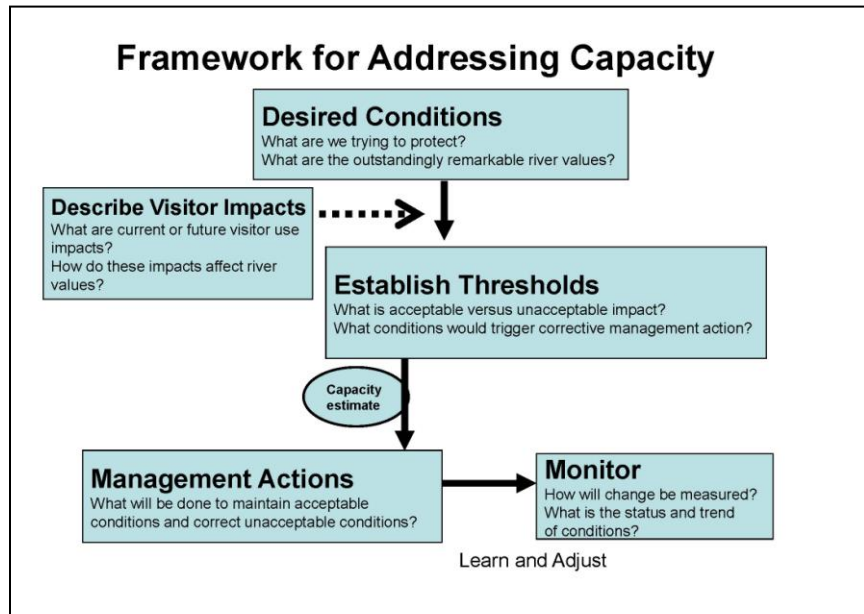 Framework for Addressing Capacity
Desired Conditions
What are we trying to protect?
What are the outstandingly remarkable river values?
Describe Visitor Impacts
What are current or future visitor use
impacts?
How do these impacts affect river
values?
Establish Thresholds
What is acceptable versus unacceptable impact?
What conditions would trigger corrective management action?
Capacity
estimate
Management Actions
What will be done to maintain acceptable
conditions and correct unacceptable conditions?
Monitor
How will change be measured?
What is the status and trend
of conditions?
Learn and Adjust